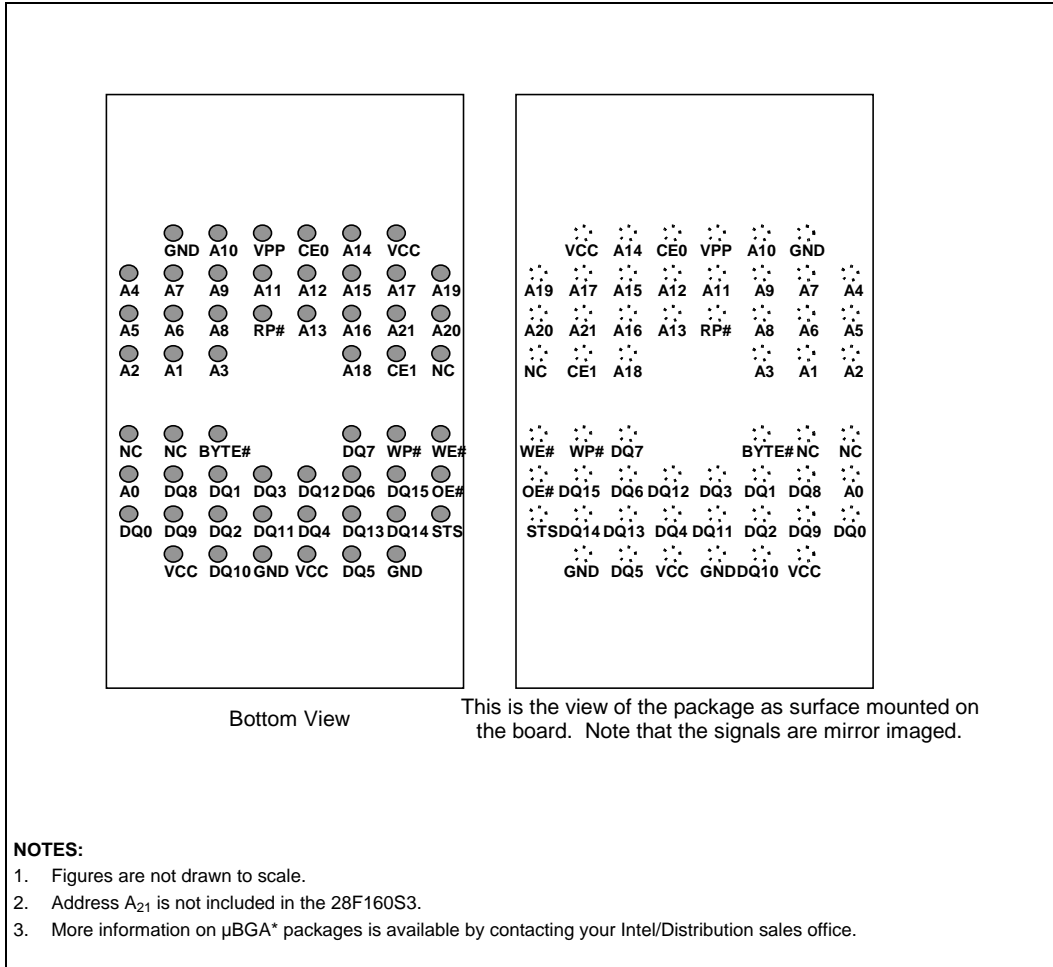 GND A10 VPP CE0 A14 VCC
A4 A7 A9 A11 A12 A15 A17 A19
A5 A6 A8 RP# A13 A16 A21 A20
A2 A1 A3 A18 CE1 NC
NC NC BYTE# DQ7 WP# WE#
A0 DQ8 DQ1 DQ3 DQ12 DQ6 DQ15 OE#
DQ0 DQ9 DQ2 DQ11 DQ4 DQ13 DQ14 STS
VCC DQ10 GND VCC DQ5 GND
Bottom View
VCC A14 CE0 VPP A10 GND
A19 A17 A15 A12 A11 A9 A7 A4
A20 A21 A16 A13 RP# A8 A6 A5
NC CE1 A18 A3 A1 A2
WE# WP# DQ7 BYTE# NC NC
OE# DQ15 DQ6 DQ12 DQ3 DQ1 DQ8 A0
STS DQ14 DQ13 DQ4 DQ11 DQ2 DQ9 DQ0
GND DQ5 VCC GND DQ10 VCC
This is the view of the package as surface mounted on
the board. Note that the signals are mirror imaged.
NOTES:
1. Figures are not drawn to scale.
2. Address A21 is not included in the 28F160S3.
3. More information on µBGA* packages is available by contacting your Intel/Distribution sales office.